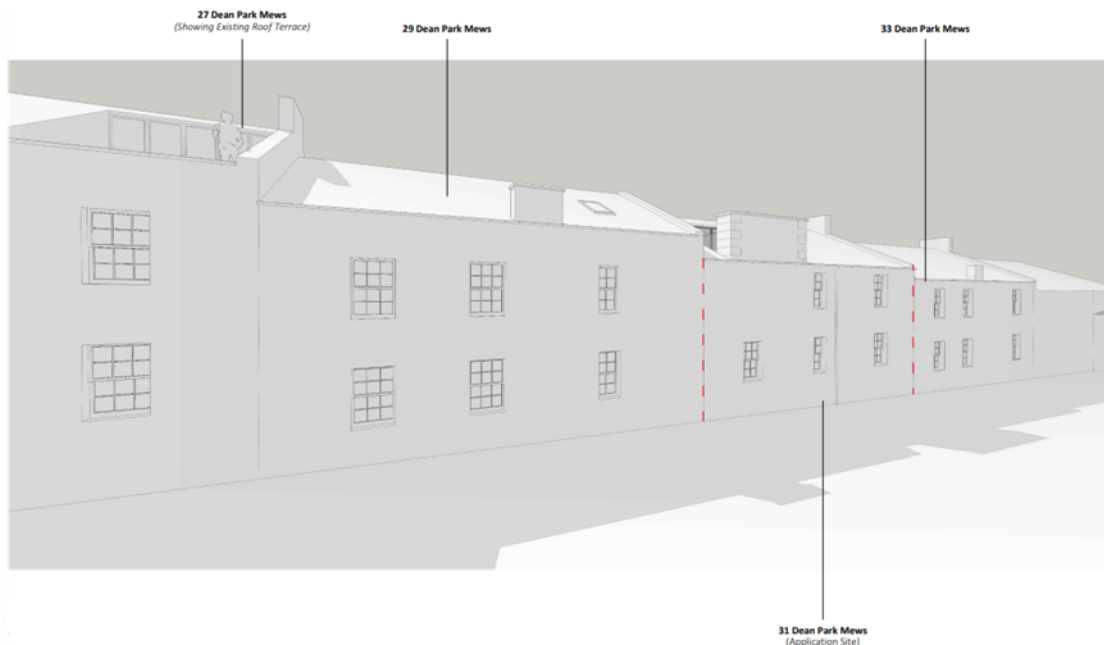 27 Dean Park Mews
(Showing Existing Roof Terrace)
29 Dean Park Mews
33 Dean Park Mews
31 Dean Park Mews
(Application Site)